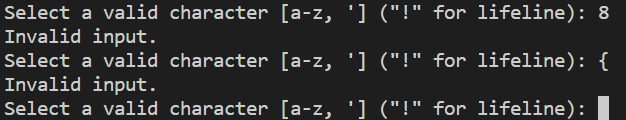 Select a valid character [a-z, '] ("!" for lifeline): 8
Invalid input.
Select a valid character [a-z, '] ("!" for lifeline): {
Invalid input.
Select a valid character [a-z, '] ("!" for lifeline):